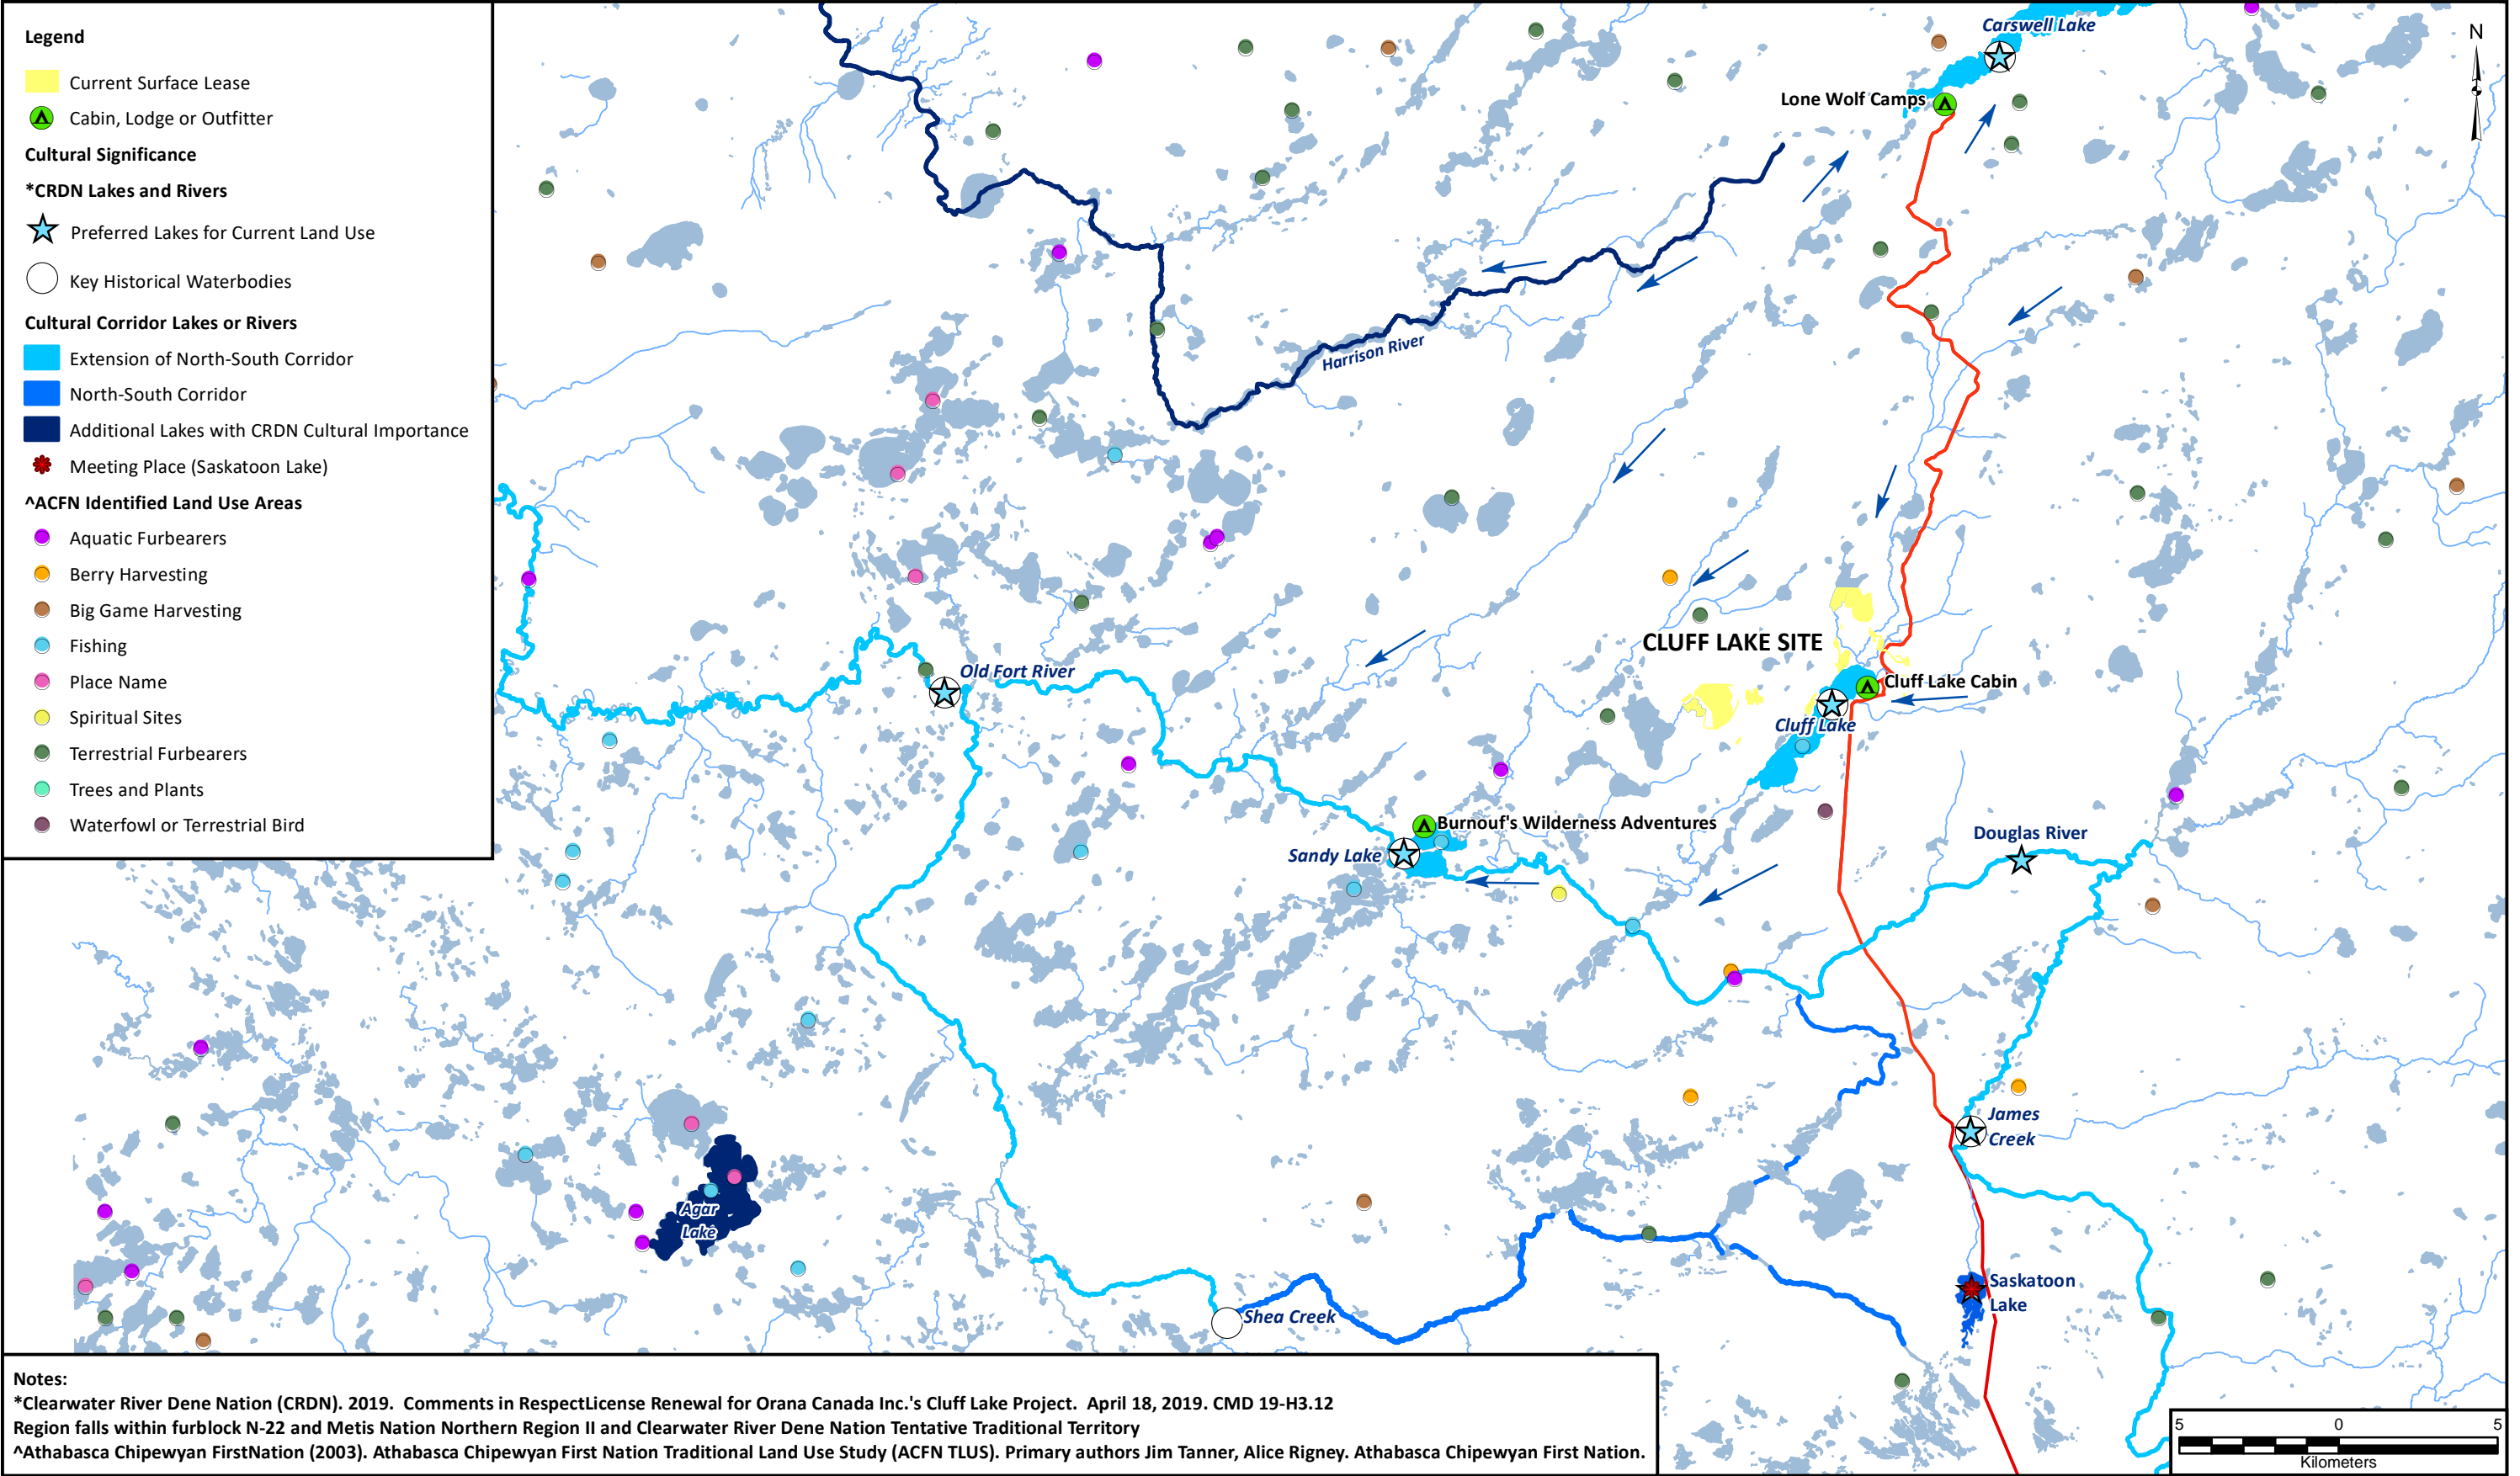 Legend
Current Surface Lease
Cabin, Lodge or Outfitter
Cultural Significance
*CRDN Lakes and Rivers
Preferred Lakes for Current Land Use
Key Historical Waterbodies
Cultural Corridor Lakes or Rivers
Extension of North-South Corridor
North-South Corridor
Additional Lakes with CRDN Cultural Importance
Meeting Place (Saskatoon Lake)
^ACFN Identified Land Use Areas
Aquatic Furbearers
Berry Harvesting
Big Game Harvesting
Fishing
Place Name
Spiritual Sites
Terrestrial Furbearers
Trees and Plants
Waterfowl or Terrestrial Bird
Carswell Lake
N
Lone Wolf Camps
Harrison River
CLUFF LAKE SITE
Old Fort River
Cluff Lake Cabin
Cluff Lake
Burnouf's Wilderness Adventures
Sandy Lake
Douglas River
James
Creek
Agar
Lake
Saskatoon
Lake
Shea Creek
Notes:
*Clearwater River Dene Nation (CRDN). 2019. Comments in RespectLicense Renewal for Orana Canada Inc.'s Cluff Lake Project. April 18, 2019. CMD 19-H3.12
Region falls within furblock N-22 and Metis Nation Northern Region II and Clearwater River Dene Nation Tentative Traditional Territory
^Athabasca Chipewyan FirstNation (2003). Athabasca Chipewyan First Nation Traditional Land Use Study (ACFN TLUS). Primary authors Jim Tanner, Alice Rigney. Athabasca Chipewyan First Nation.
5 0 5
Kilometers